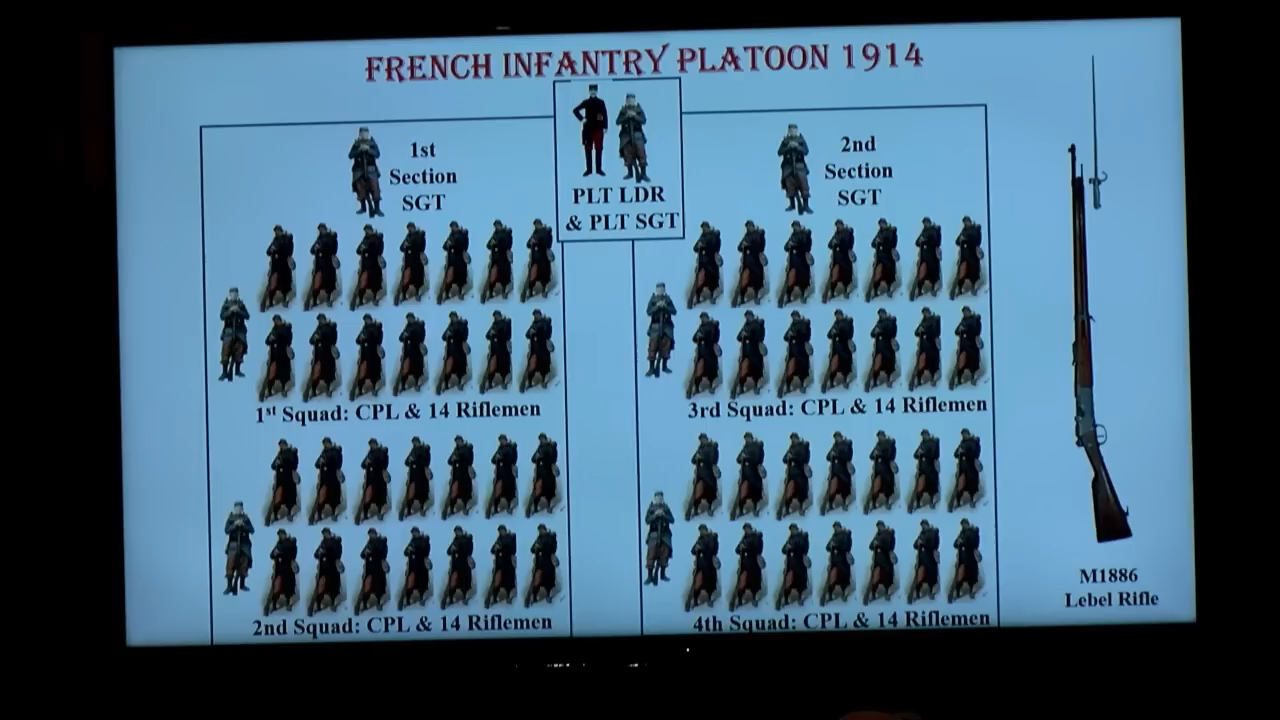 FRENCH INFANTRY PLATOON 1914
PLT LDR
& PLT SGT
1st
Section
SGT
2nd
Section
SGT
1st Squad: CPL & 14 Riflemen
3rd Squad: CPL & 14 Riflemen
2nd Squad: CPL & 14 Riflemen
4th Squad: CPL & 14 Riflemen
M1886
Lebel Rifle